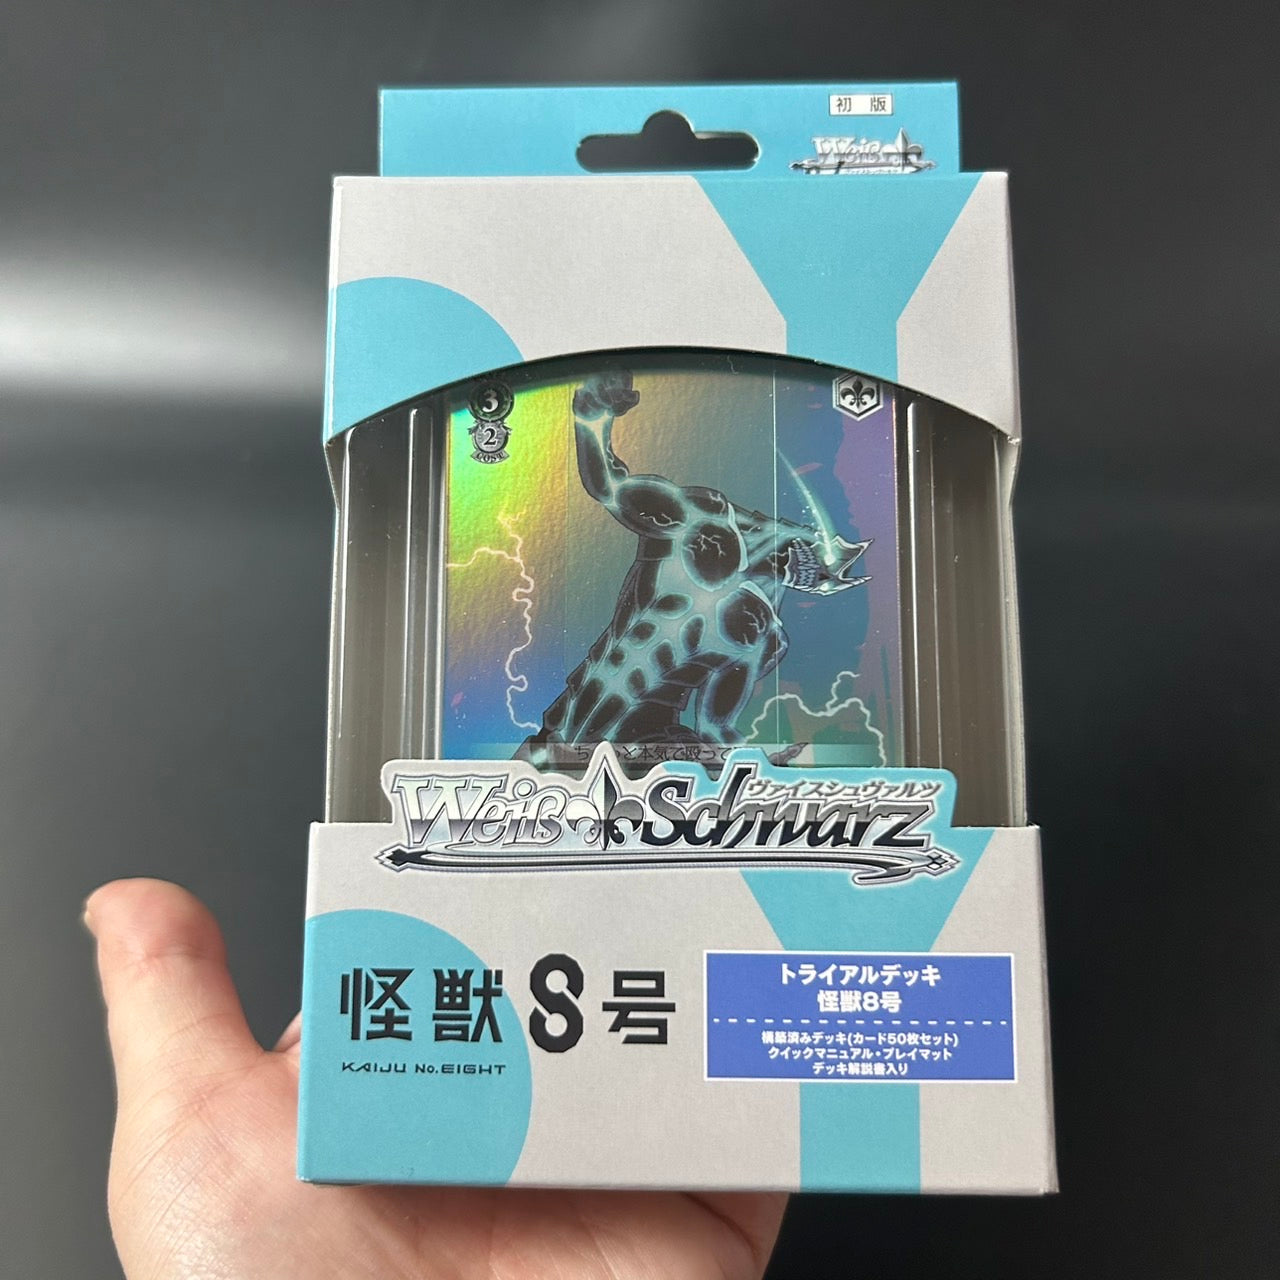 初版
Weiß Schwarz
3
2
COST
本気で殴って
ヴァイスシュヴァルツ
Weiß Schwarz
怪獣8号
KAIJU No.EIGHT
トライアルデッキ
怪獣8号
構築済みデッキ(カード50枚セット)
クイックマニュアル・プレイマット
デッキ解説書入り